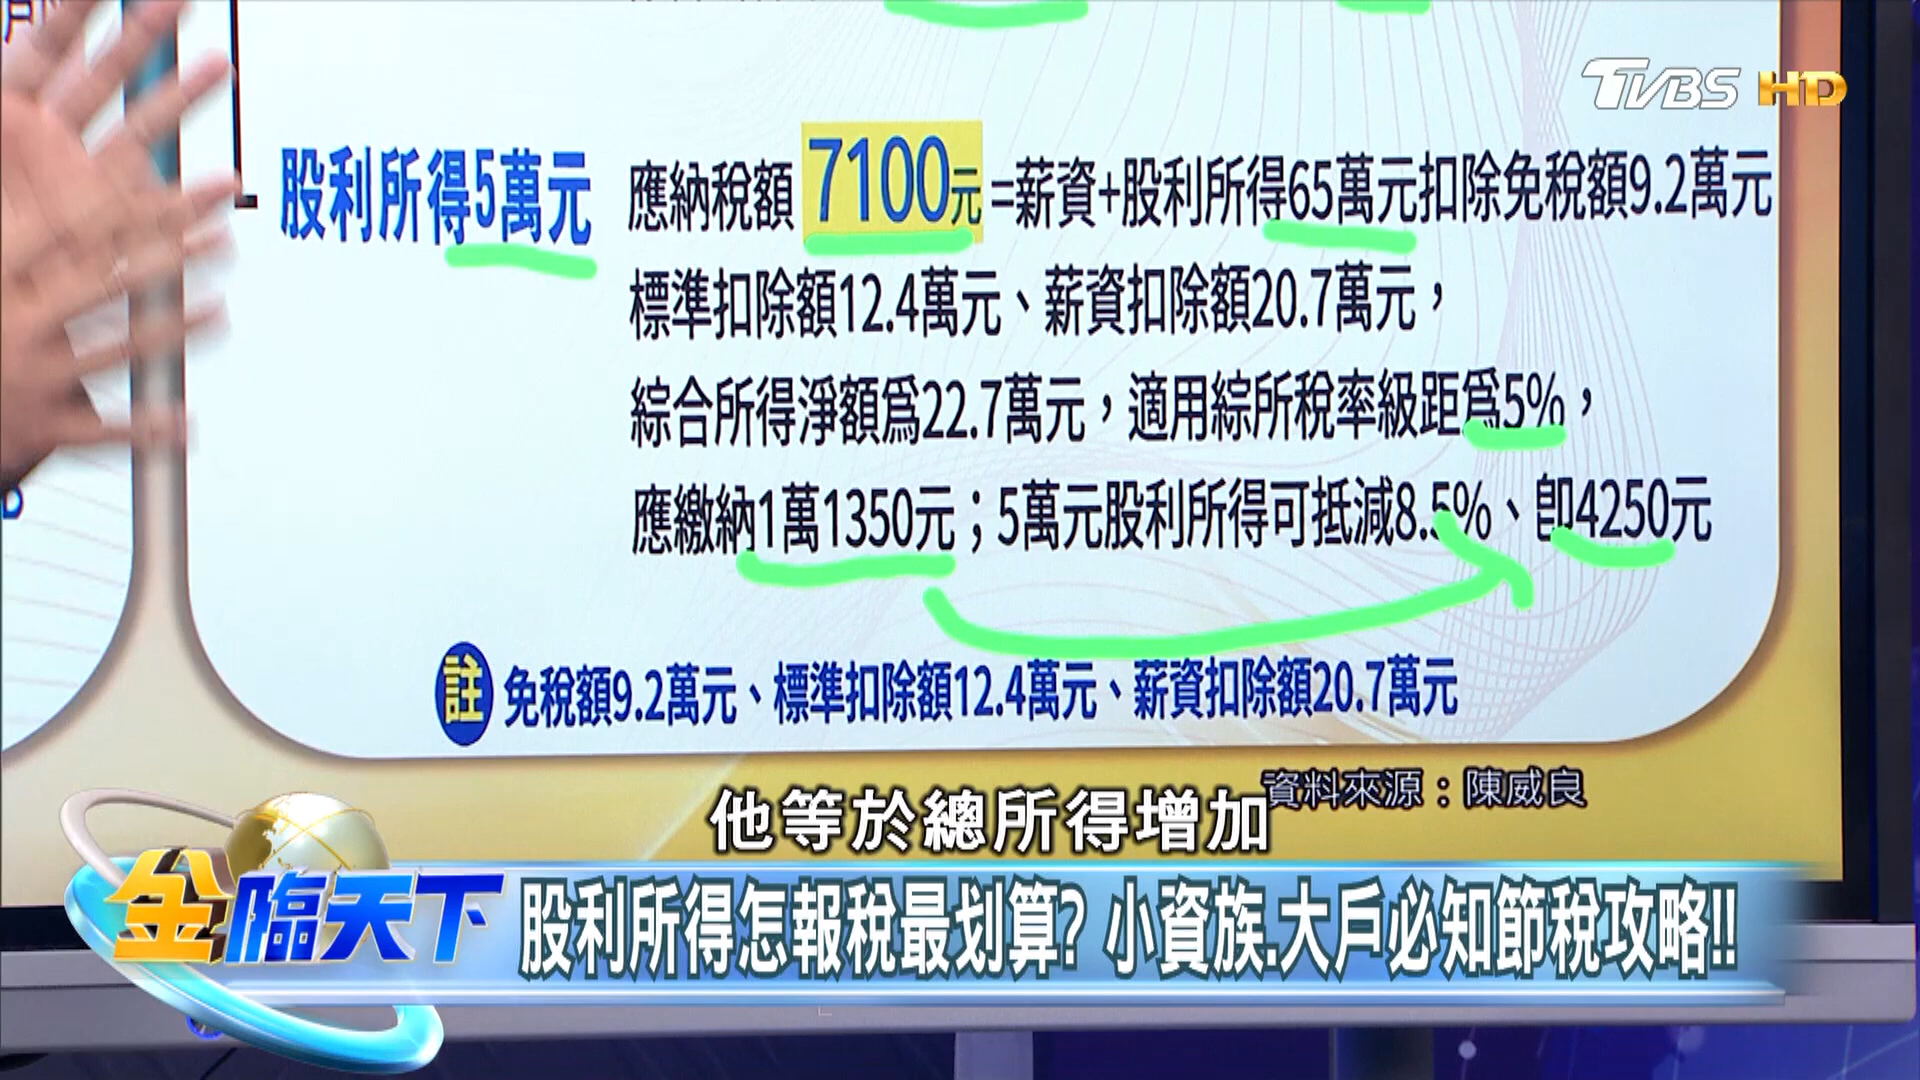 TVBS HD
股利所得5萬元
應納稅額7100元=薪資+股利所得65萬元扣除免稅額9.2萬元
標準扣除額12.4萬元、薪資扣除額20.7萬元，
綜合所得淨額為22.7萬元，適用綜所稅率級距為5%，
應繳納1萬1350元；5萬元股利所得可抵減8.5%、即4250元
註 免稅額9.2萬元、標準扣除額12.4萬元、薪資扣除額20.7萬元
資料來源：陳威良
他等於總所得增加
金臨天下
股利所得怎報稅最划算? 小資族.大戶必知節稅攻略!!